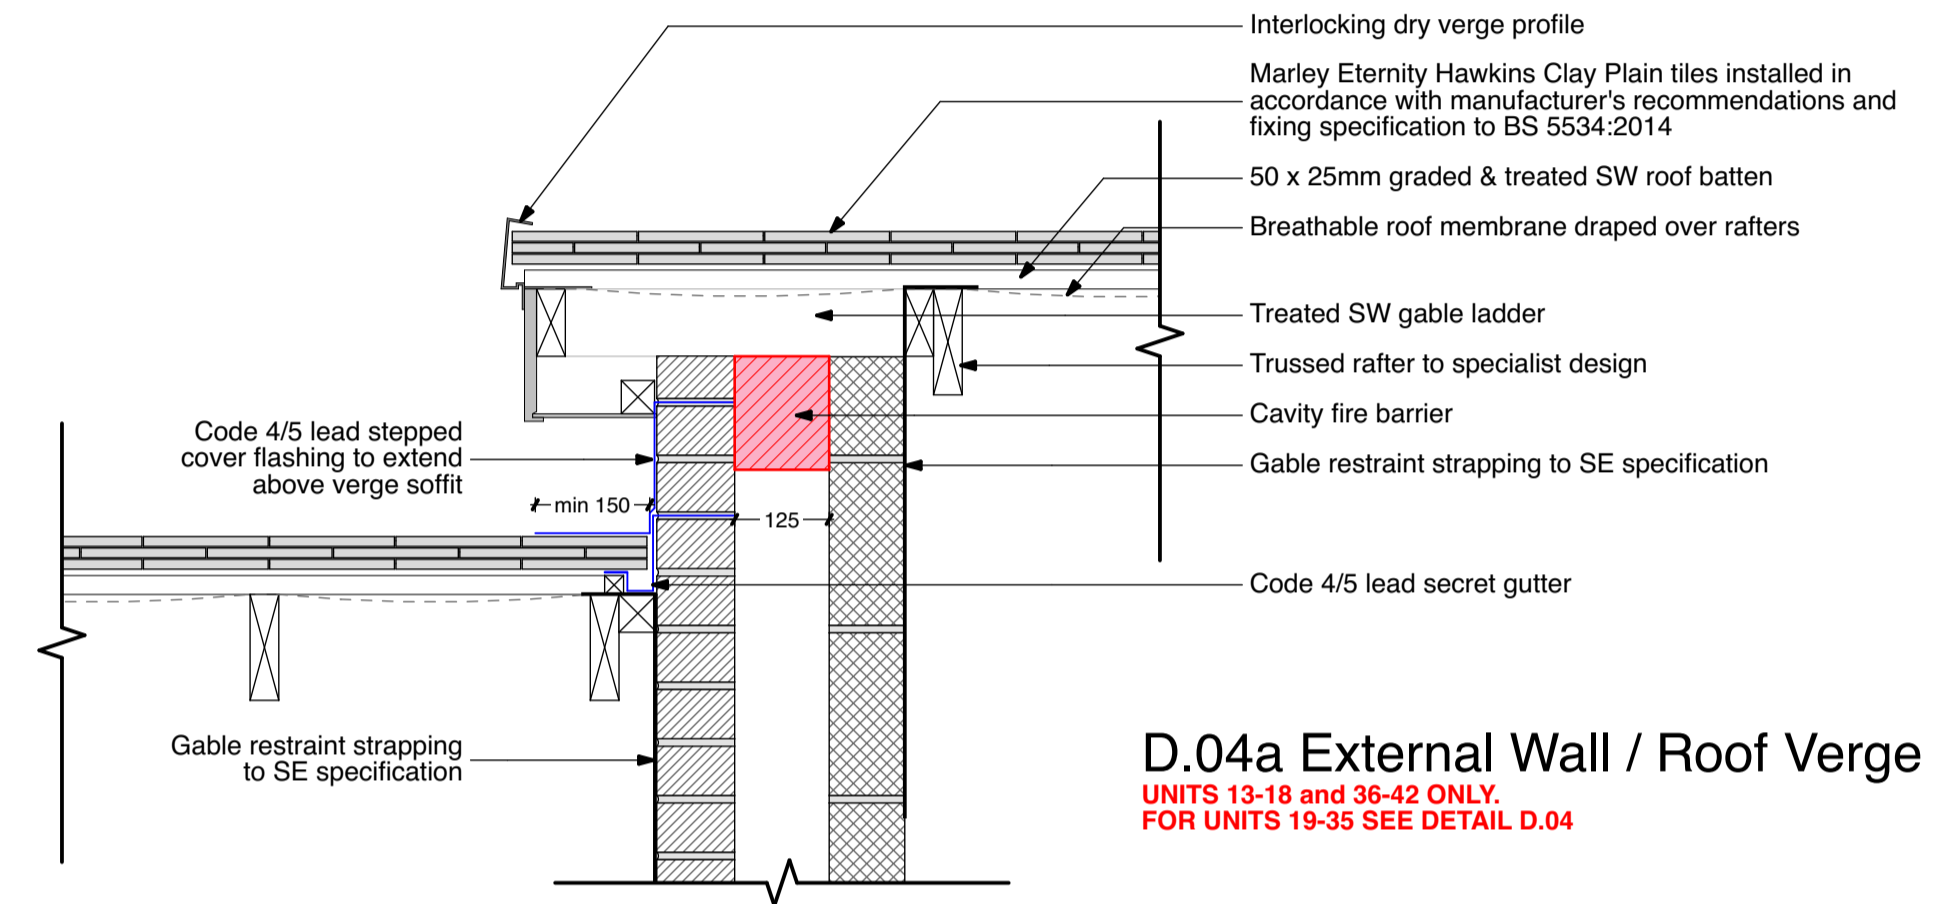 Interlocking dry verge profile
Marley Eternity Hawkins Clay Plain tiles installed in
accordance with manufacturer's recommendations and
fixing specification to BS 5534:2014
50 x 25mm graded & treated SW roof batten
Breathable roof membrane draped over rafters
Treated SW gable ladder
Trussed rafter to specialist design
Cavity fire barrier
Gable restraint strapping to SE specification
Code 4/5 lead stepped
cover flashing to extend
above verge soffit
min 150
125
Code 4/5 lead secret gutter
Gable restraint strapping
to SE specification
D.04a External Wall / Roof Verge
UNITS 13-18 and 36-42 ONLY.
FOR UNITS 19-35 SEE DETAIL D.04